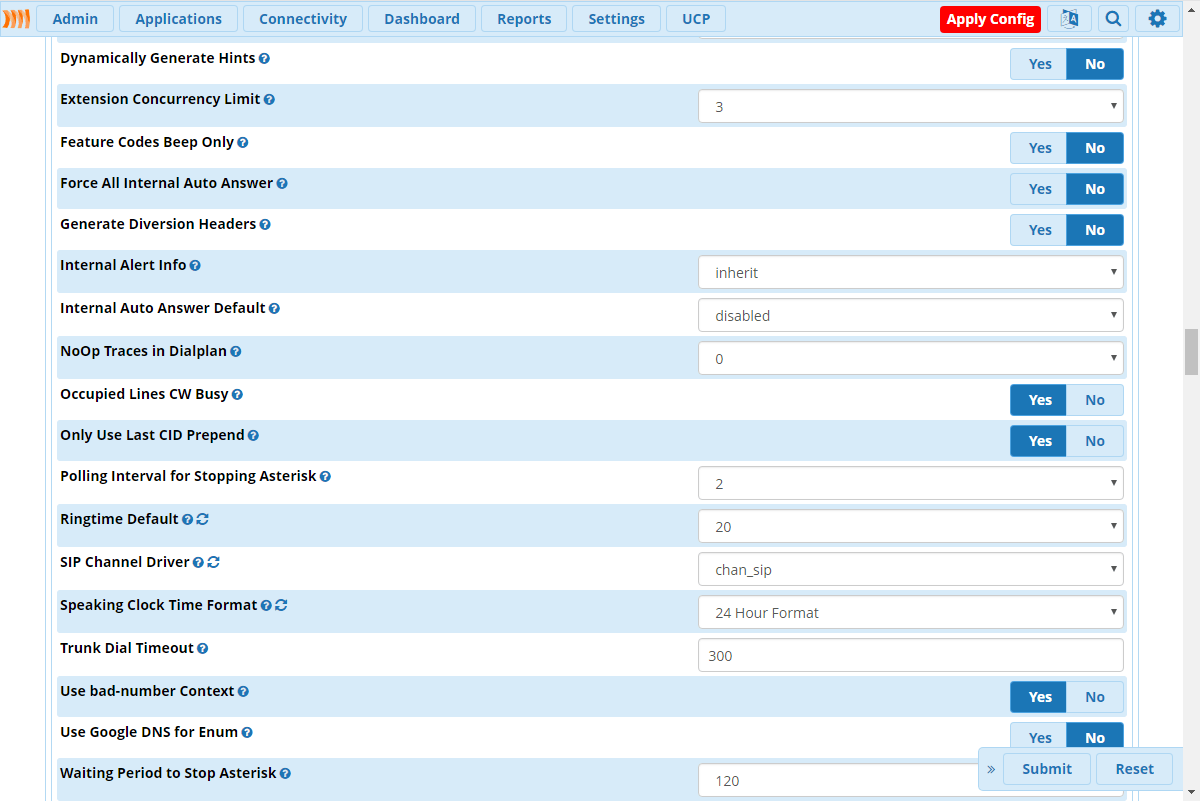 Admin Applications Connectivity Dashboard Reports Settings UCP Apply Config
Dynamically Generate Hints Yes No
Extension Concurrency Limit 3
Feature Codes Beep Only Yes No
Force All Internal Auto Answer Yes No
Generate Diversion Headers Yes No
Internal Alert Info inherit
Internal Auto Answer Default disabled
NoOp Traces in Dialplan 0
Occupied Lines CW Busy Yes No
Only Use Last CID Prepend Yes No
Polling Interval for Stopping Asterisk 2
Ringtime Default 20
SIP Channel Driver chan_sip
Speaking Clock Time Format 24 Hour Format
Trunk Dial Timeout 300
Use bad-number Context Yes No
Use Google DNS for Enum Yes No
Waiting Period to Stop Asterisk 120
» Submit Reset